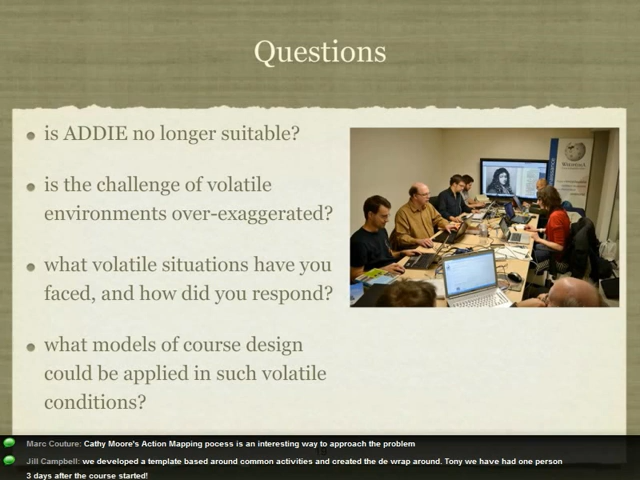 Questions
is ADDIE no longer suitable?
is the challenge of volatile
environments over-exaggerated?
what volatile situations have you
faced, and how did you respond?
what models of course design
could be applied in such volatile
conditions?
Marc Couture: Cathy Moore's Action Mapping pocess is an interesting way to approach the problem
Jill Campbell: we developed a template based around common activities and created the de wrap around. Tony we have had one person
3 days after the course started!